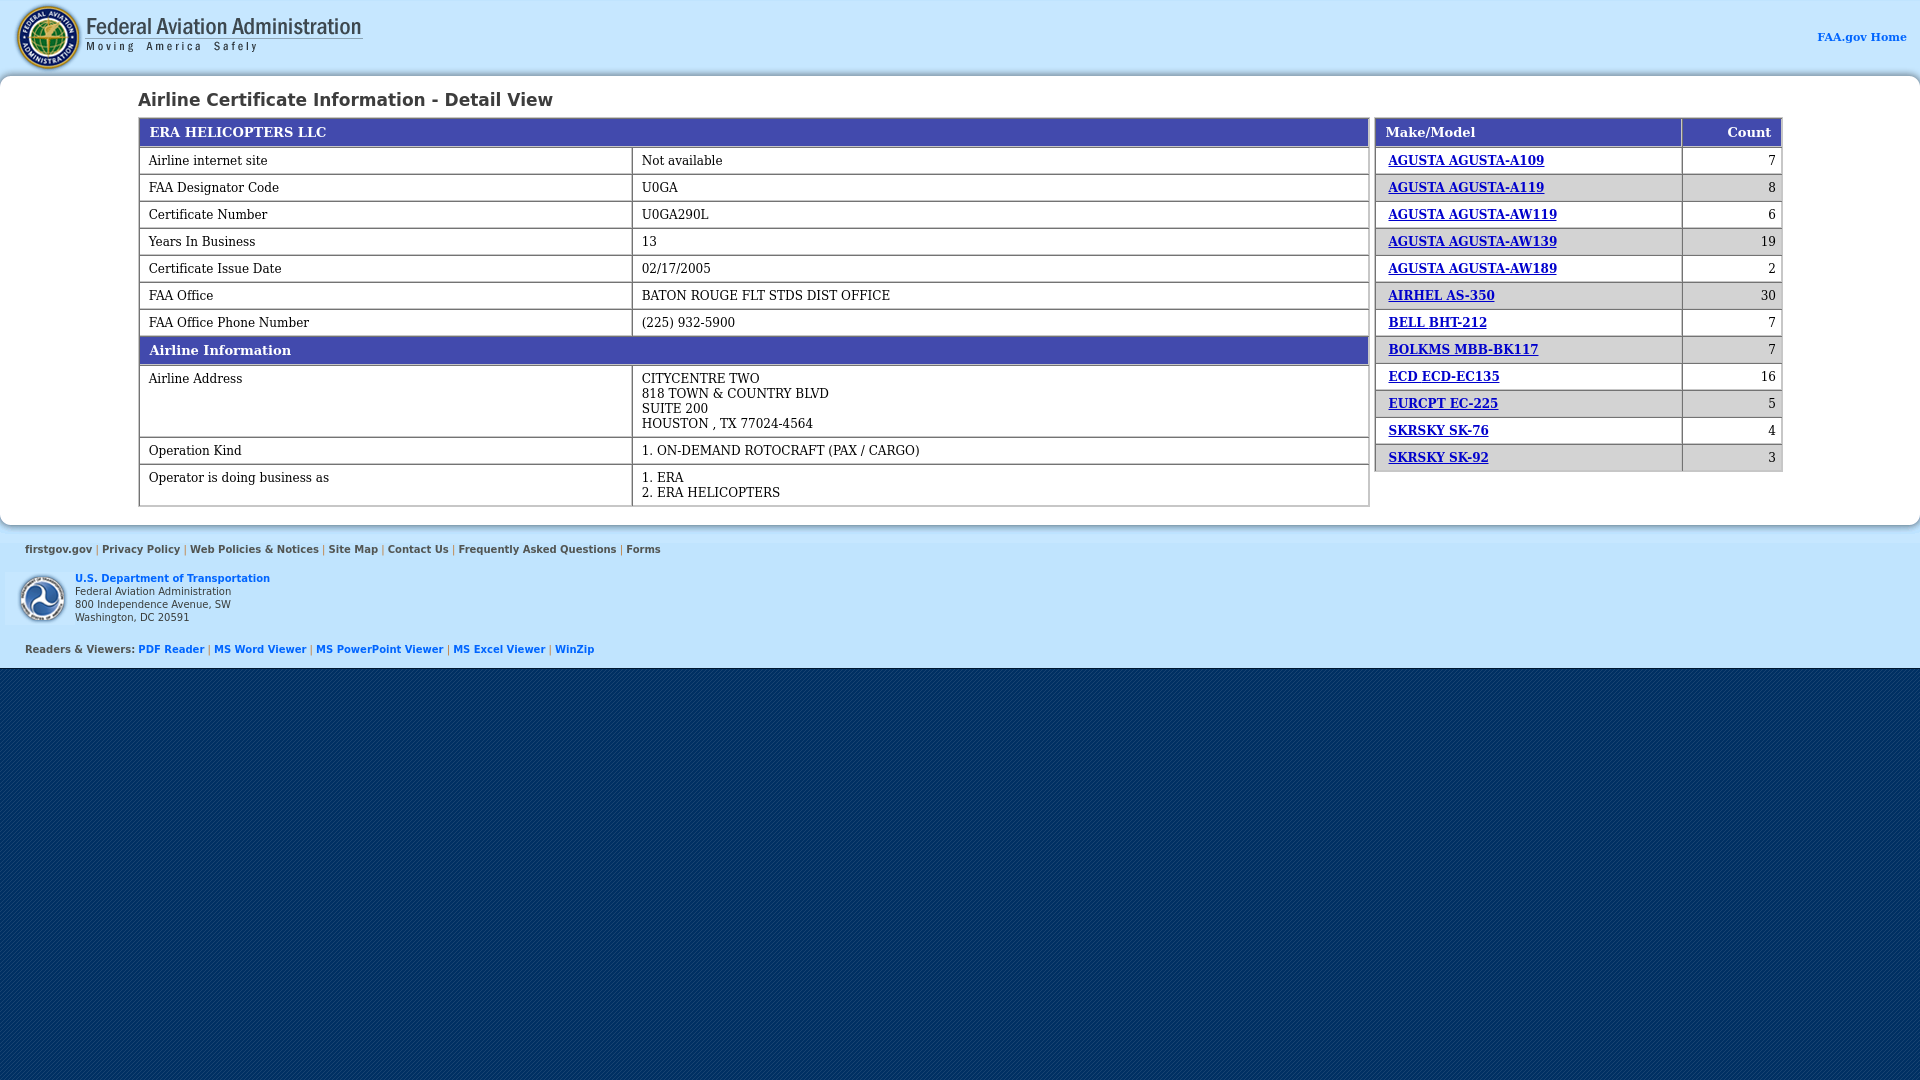 Federal Aviation Administration
Moving America Safely
FAA.gov Home
Airline Certificate Information - Detail View
ERA HELICOPTERS LLC
Airline internet site Not available
FAA Designator Code U0GA
Certificate Number U0GA290L
Years In Business 13
Certificate Issue Date 02/17/2005
FAA Office BATON ROUGE FLT STDS DIST OFFICE
FAA Office Phone Number (225) 932-5900
Airline Information
Airline Address CITYCENTRE TWO
818 TOWN & COUNTRY BLVD
SUITE 200
HOUSTON , TX 77024-4564
Operation Kind 1. ON-DEMAND ROTOCRAFT (PAX / CARGO)
Operator is doing business as 1. ERA
2. ERA HELICOPTERS
Make/Model Count
AGUSTA AGUSTA-A109 7
AGUSTA AGUSTA-A119 8
AGUSTA AGUSTA-AW119 6
AGUSTA AGUSTA-AW139 19
AGUSTA AGUSTA-AW189 2
AIRHEL AS-350 30
BELL BHT-212 7
BOLKMS MBB-BK117 7
ECD ECD-EC135 16
EURCPT EC-225 5
SKRSKY SK-76 4
SKRSKY SK-92 3
firstgov.gov | Privacy Policy | Web Policies & Notices | Site Map | Contact Us | Frequently Asked Questions | Forms
U.S. Department of Transportation
Federal Aviation Administration
800 Independence Avenue, SW
Washington, DC 20591
Readers & Viewers: PDF Reader | MS Word Viewer | MS PowerPoint Viewer | MS Excel Viewer | WinZip